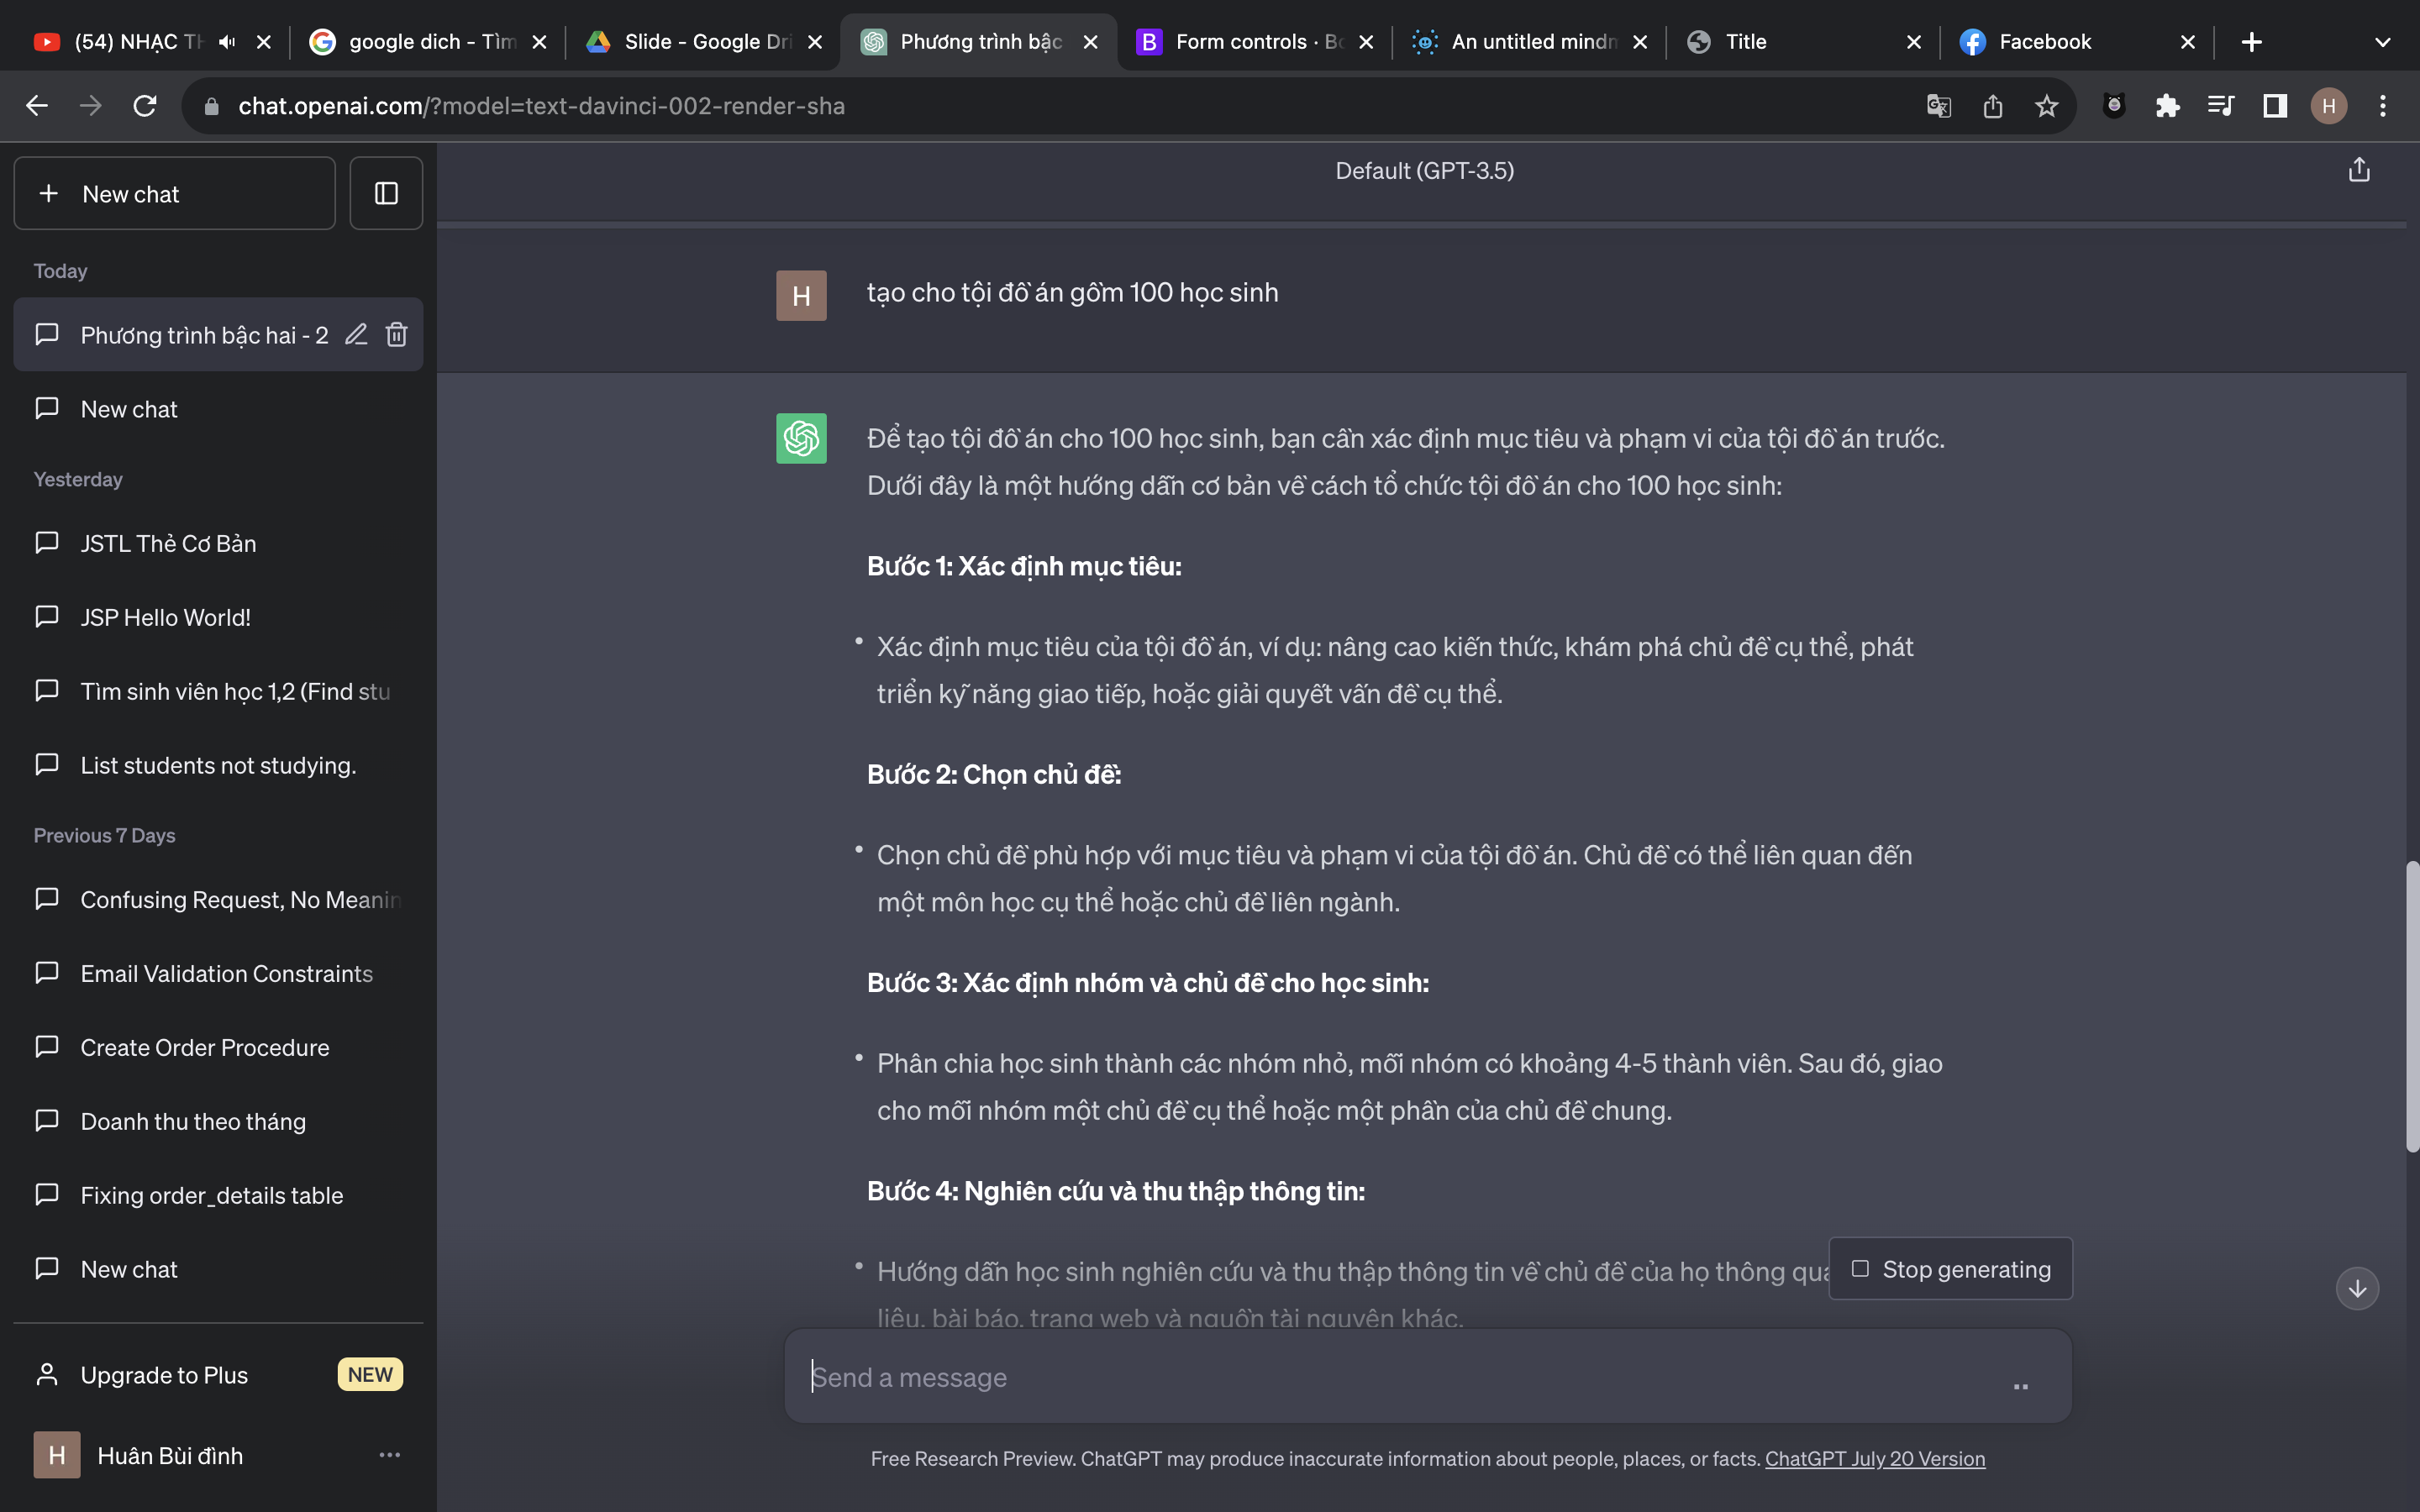 (54) NHẠC TH
google dich - Tìm
Slide - Google Dri
Phương trình bậc
Form controls · Bo
An untitled mindm
Title
Facebook
chat.openai.com/?model=text-davinci-002-render-sha
H
New chat
Default (GPT-3.5)
Today
Phương trình bậc hai - 2
New chat
Yesterday
JSTL Thẻ Cơ Bản
JSP Hello World!
Tìm sinh viên học 1,2 (Find stu
List students not studying.
Previous 7 Days
Confusing Request, No Meanin
Email Validation Constraints
Create Order Procedure
Doanh thu theo tháng
Fixing order_details table
New chat
Upgrade to Plus
NEW
H
Huân Bùi đình
H
tạo cho tội đồ án gồm 100 học sinh
Để tạo tội đồ án cho 100 học sinh, bạn cần xác định mục tiêu và phạm vi của tội đồ án trước.
Dưới đây là một hướng dẫn cơ bản về cách tổ chức tội đồ án cho 100 học sinh:
Bước 1: Xác định mục tiêu:
• Xác định mục tiêu của tội đồ án, ví dụ: nâng cao kiến thức, khám phá chủ đề cụ thể, phát
triển kỹ năng giao tiếp, hoặc giải quyết vấn đề cụ thể.
Bước 2: Chọn chủ đề:
• Chọn chủ đề phù hợp với mục tiêu và phạm vi của tội đồ án. Chủ đề có thể liên quan đến
một môn học cụ thể hoặc chủ đề liên ngành.
Bước 3: Xác định nhóm và chủ đề cho học sinh:
• Phân chia học sinh thành các nhóm nhỏ, mỗi nhóm có khoảng 4-5 thành viên. Sau đó, giao
cho mỗi nhóm một chủ đề cụ thể hoặc một phần của chủ đề chung.
Bước 4: Nghiên cứu và thu thập thông tin:
• Hướng dẫn học sinh nghiên cứu và thu thập thông tin về chủ đề của họ thông qua
liệu, bài báo, trang web và nguồn tài nguyên khác.
Stop generating
Send a message
Free Research Preview. ChatGPT may produce inaccurate information about people, places, or facts. ChatGPT July 20 Version